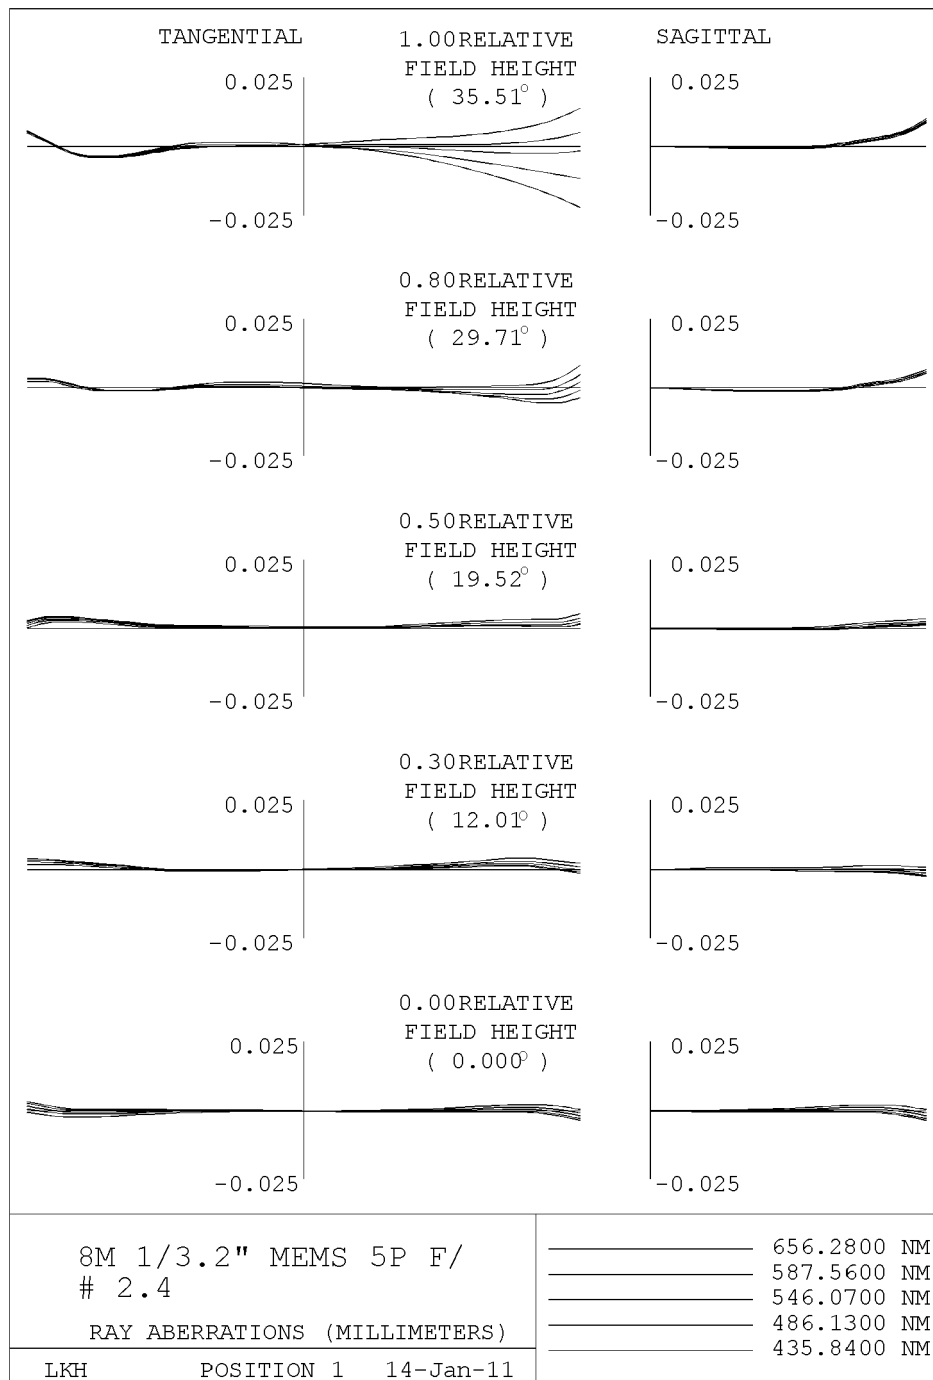 TANGENTIAL
1.00RELATIVE
FIELD HEIGHT
( 35.51° )
SAGITTAL
0.025
0.025
-0.025
-0.025
0.80RELATIVE
FIELD HEIGHT
( 29.71° )
0.025
0.025
-0.025
-0.025
0.50RELATIVE
FIELD HEIGHT
( 19.52° )
0.025
0.025
-0.025
-0.025
0.30RELATIVE
FIELD HEIGHT
( 12.01° )
0.025
0.025
-0.025
-0.025
0.00RELATIVE
FIELD HEIGHT
( 0.000° )
0.025
0.025
-0.025
-0.025
8M 1/3.2" MEMS 5P F/
# 2.4
RAY ABERRATIONS (MILLIMETERS)
LKH POSITION 1 14-Jan-11
656.2800 NM
587.5600 NM
546.0700 NM
486.1300 NM
435.8400 NM